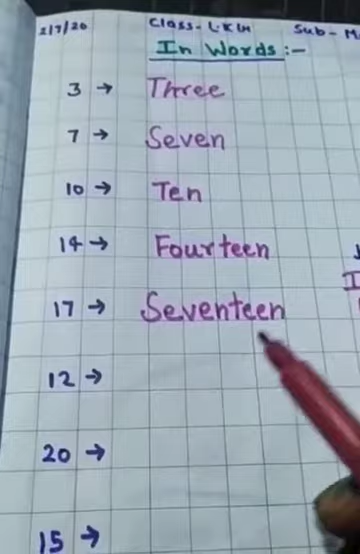 2/7/20 Class- L.K.G Sub- M
In Words :-
3 → Three
7 → Seven
10 → Ten
14 → Fourteen
17 → Seventeen
12 →
20 →
15 →